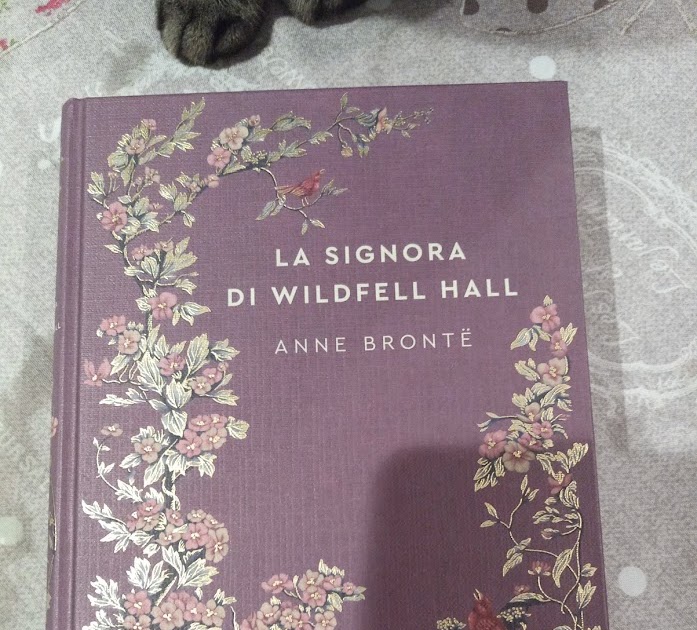 LA SIGNORA
DI WILDFELL HALL
ANNE BRONTË